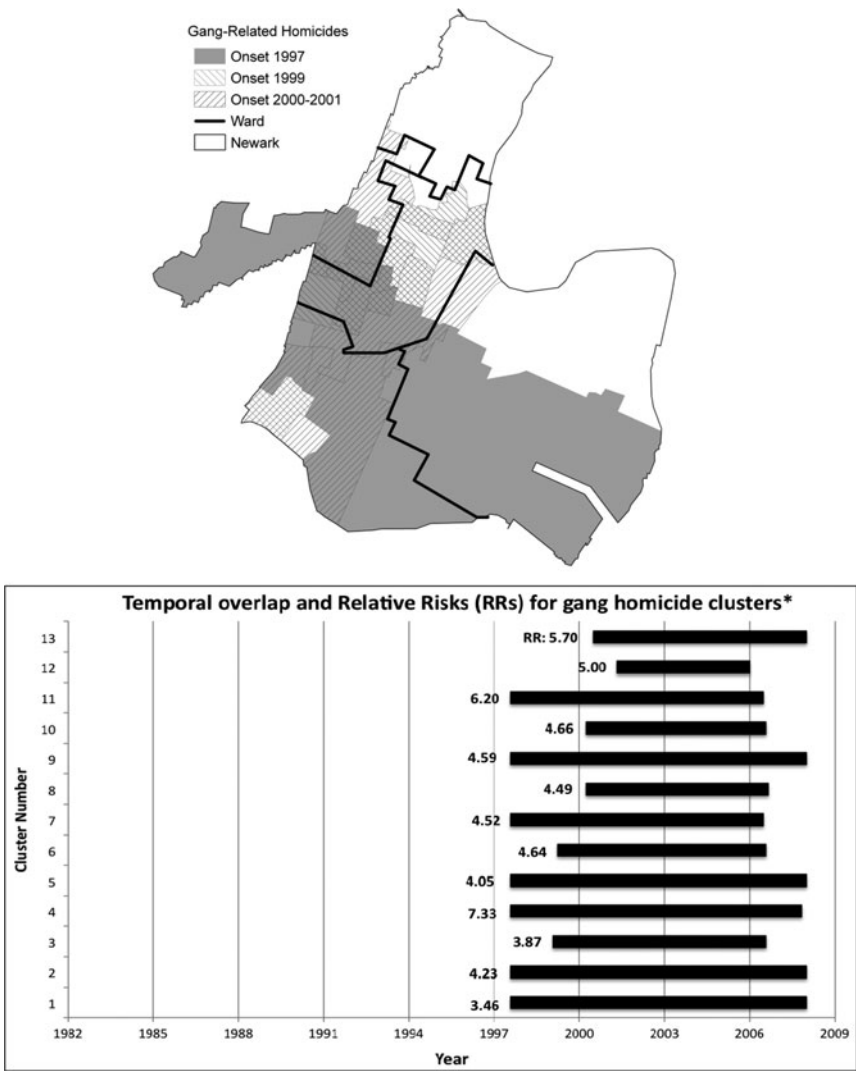 Gang-Related Homicides
Onset 1997
Onset 1999
Onset 2000-2001
Ward
Newark
Temporal overlap and Relative Risks (RRs) for gang homicide clusters*
13
RR: 5.70
12
5.00
11
6.20
10
4.66
9
4.59
8
4.49
7
4.52
6
4.64
5
4.05
4
7.33
3
3.87
2
4.23
1
3.46
Cluster Number
1982 1985 1988 1991 1994 1997 2000 2003 2006 2009
Year